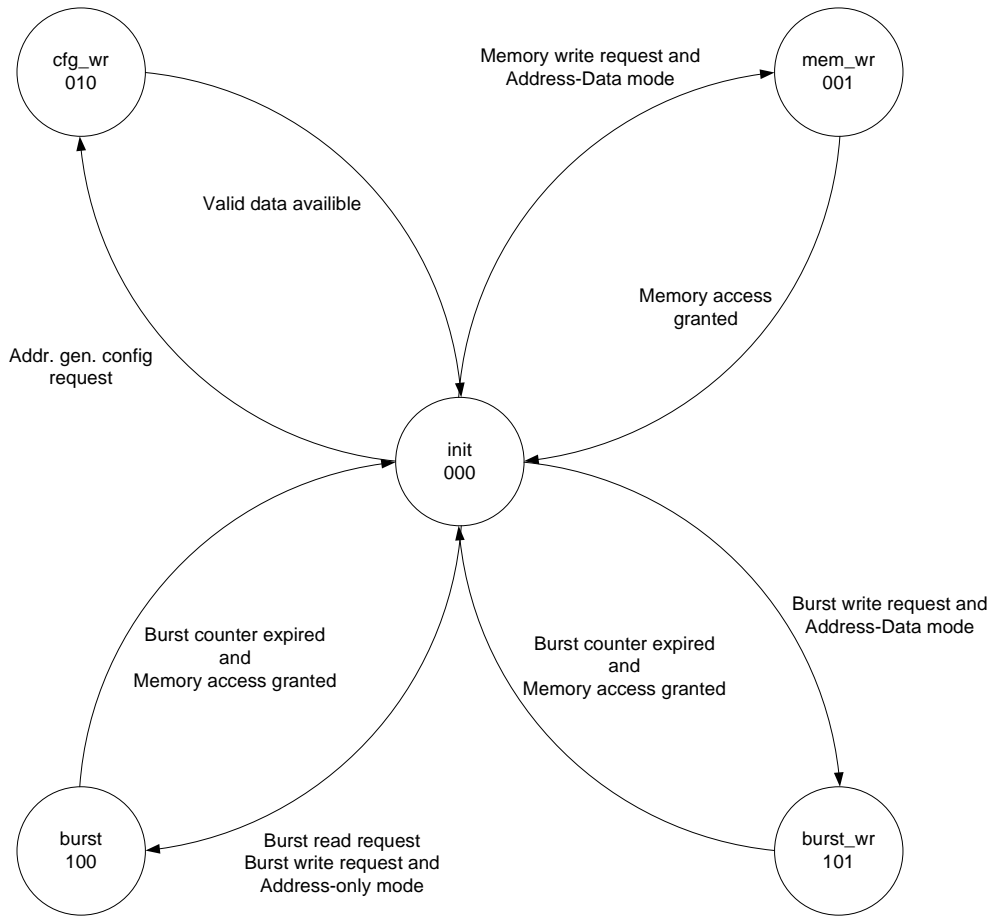 cfg_wr
010
Memory write request and
Address-Data mode
mem_wr
001
Valid data availible
Memory access
granted
Addr. gen. config
request
init
000
Burst counter expired
and
Memory access granted
Burst counter expired
and
Memory access granted
Burst write request and
Address-Data mode
burst
100
Burst read request
Burst write request and
Address-only mode
burst_wr
101